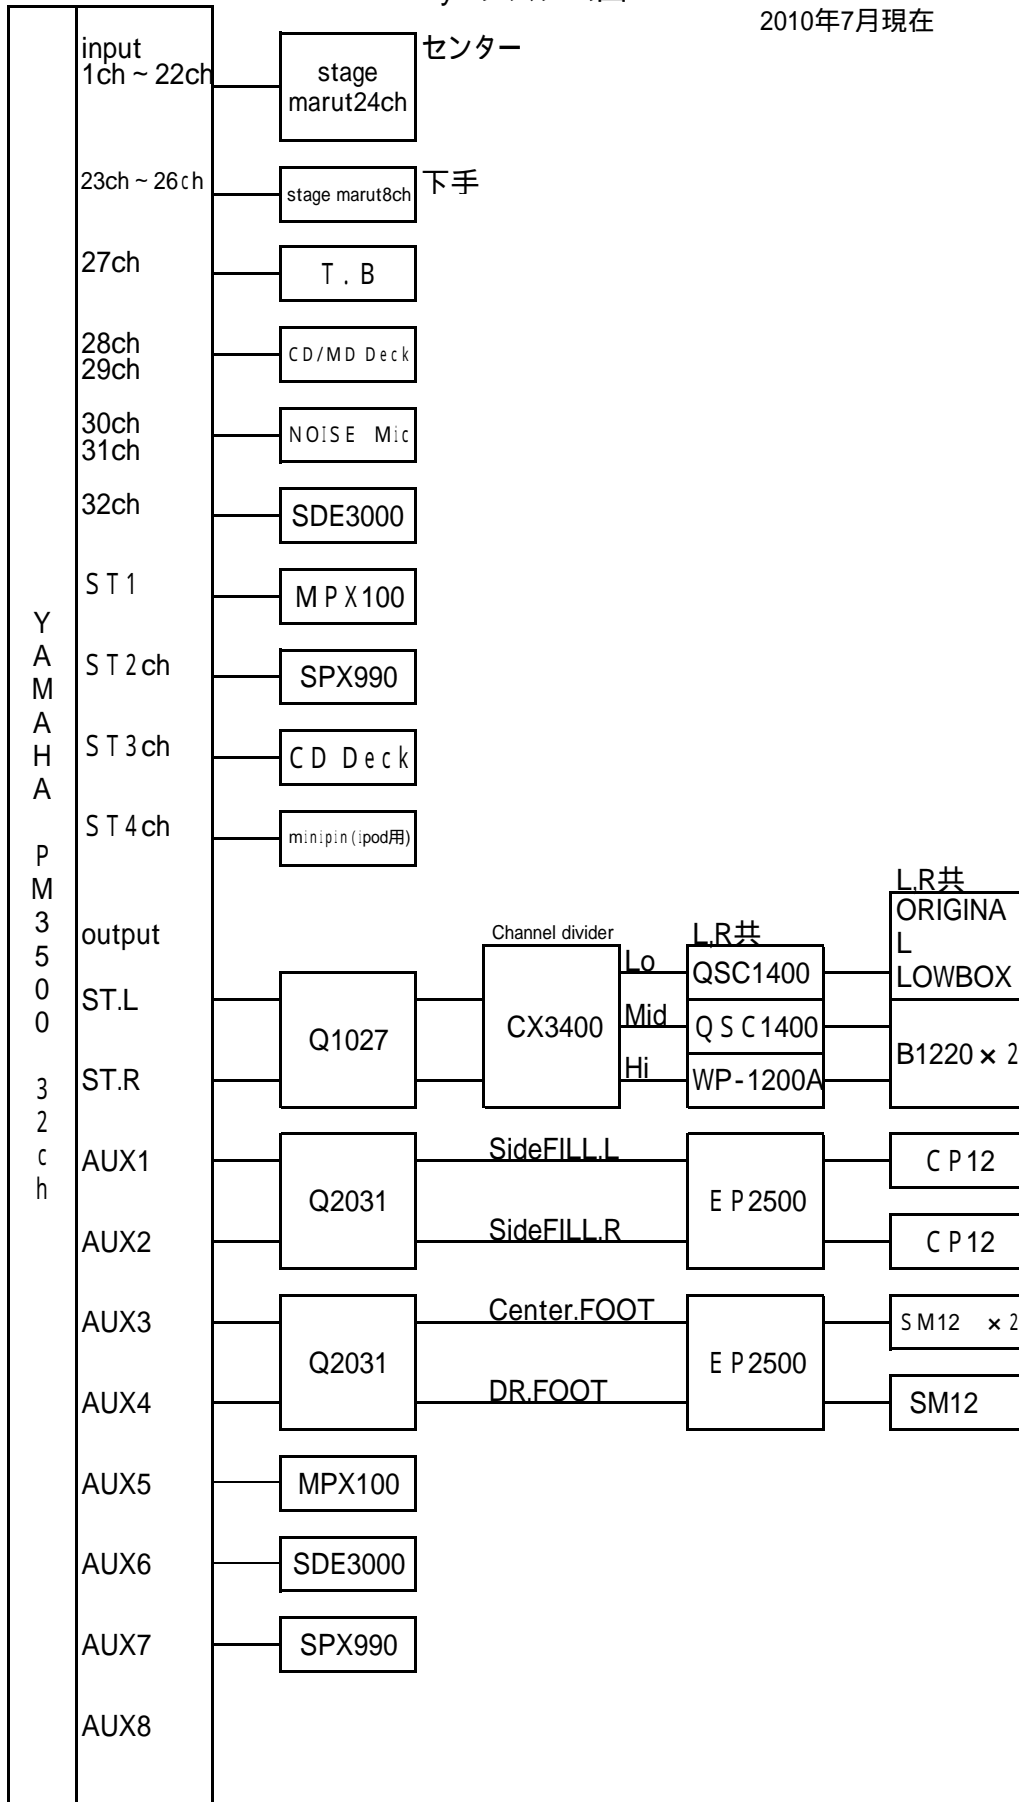 2010年7月現在
input
1ch ~ 22ch
stage
marut24ch
センター
23ch ~ 26ch
stage marut8ch
下手
27ch
T.B
28ch
29ch
CD/MD Deck
30ch
31ch
NOISE Mic
32ch
SDE3000
ST1
MPX100
ST2ch
SPX990
ST3ch
CD Deck
ST4ch
minipin(ipod用)
YAMAHA PM3500 32ch
output
ST.L
ST.R
Q1027
Channel divider
CX3400
Lo
Mid
Hi
L,R共
QSC1400
QSC1400
WP-1200A
L,R共
ORIGINA
L
LOWBOX
B1220 × 2
AUX1
AUX2
Q2031
SideFILL.L
SideFILL.R
EP2500
CP12
CP12
AUX3
AUX4
Q2031
Center.FOOT
DR.FOOT
EP2500
SM12 × 2
SM12
AUX5
MPX100
AUX6
SDE3000
AUX7
SPX990
AUX8